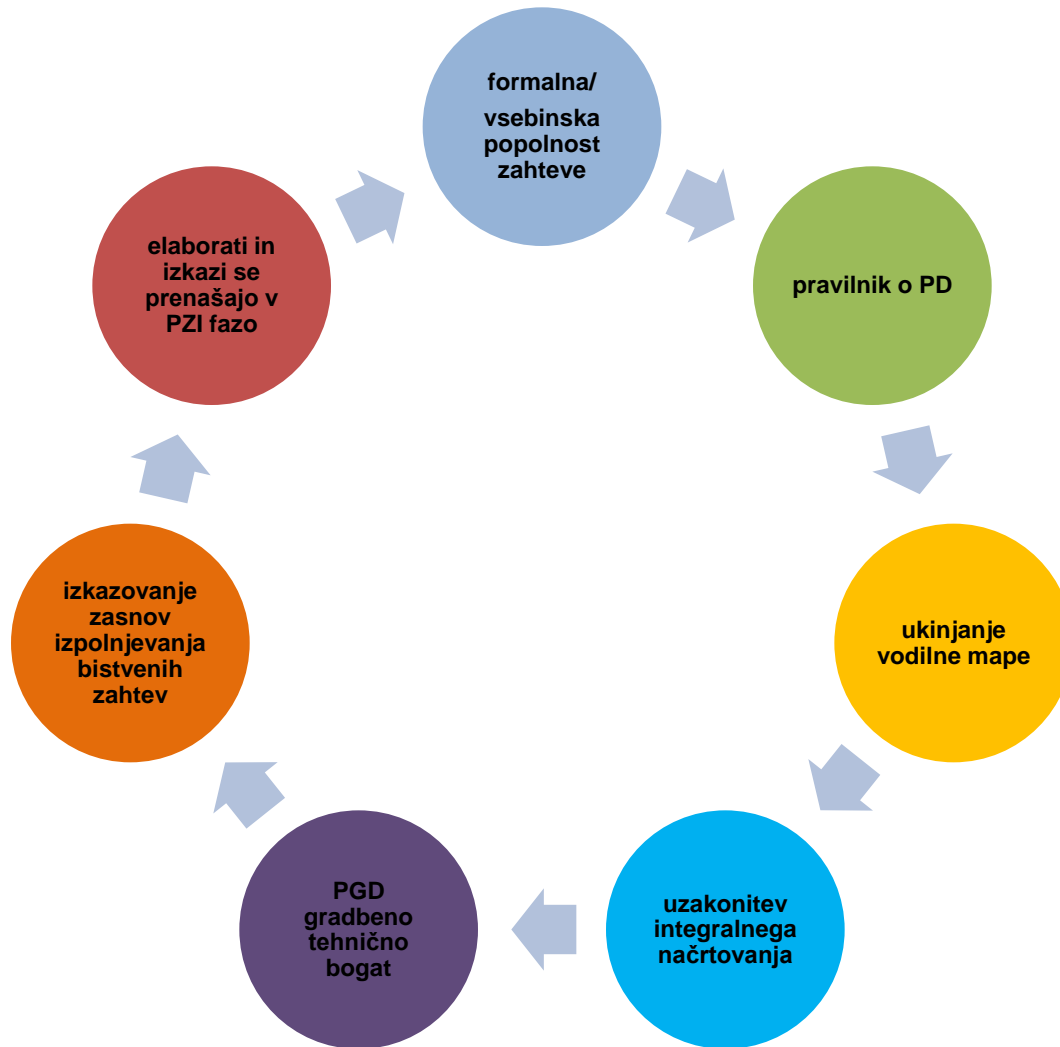 formalna/
vsebinska
popolnost
zahteve
pravilnik o PD
ukinjanje
vodilne mape
uzakonitev
integralnega
načrtovanja
PGD
gradbeno
tehnično
bogat
izkazovanje
zasnov
izpolnjevanja
bistvenih
zahtev
elaborati in
izkazi se
prenašajo v
PZI fazo